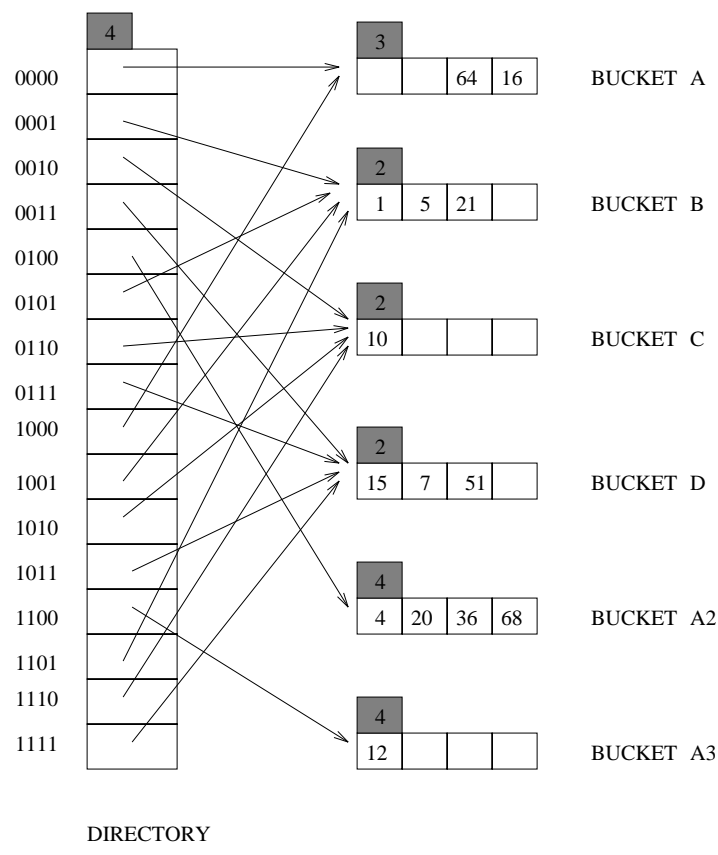 4
3
0000
64 16
BUCKET A
0001
0010
2
0011
1 5 21
BUCKET B
0100
0101
2
0110
10
BUCKET C
0111
1000
2
1001
15 7 51
BUCKET D
1010
1011
4
1100
4 20 36 68
BUCKET A2
1101
1110
4
1111
12
BUCKET A3
DIRECTORY